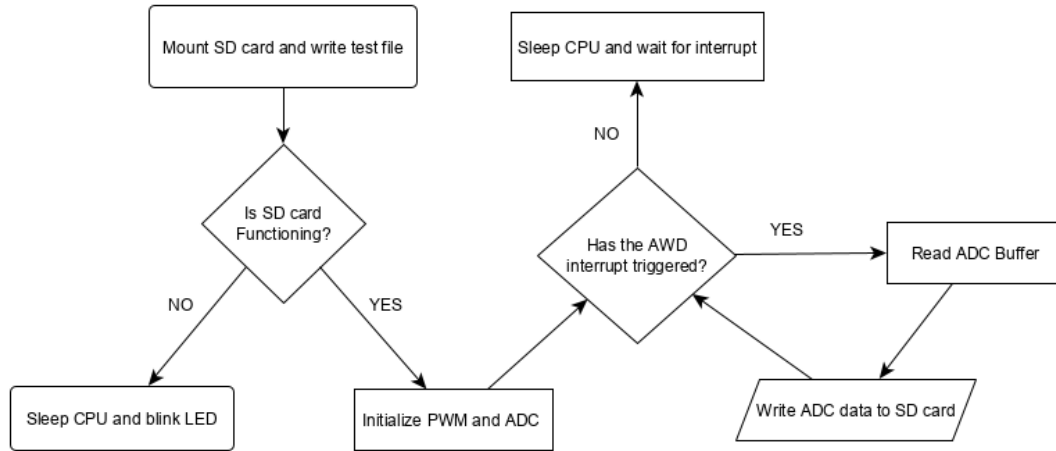 Mount SD card and write test file
Is SD card
Functioning?
NO
YES
Sleep CPU and blink LED
Initialize PWM and ADC
Sleep CPU and wait for interrupt
NO
Has the AWD
interrupt triggered?
YES
Read ADC Buffer
Write ADC data to SD card